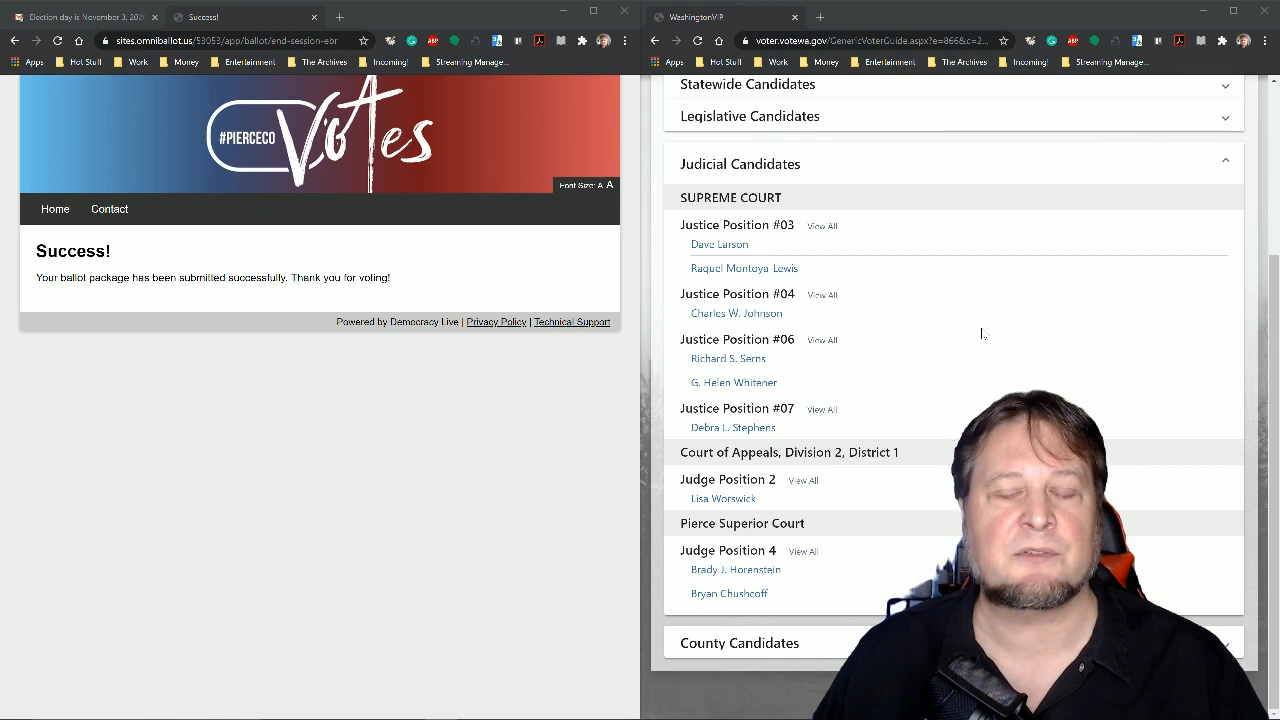 Election day is November 3, 202
Success!
sites.omniballot.us/53053/app/ballot/end-session-ebr
Apps
Hot Stuff
Work
Money
Entertainment
The Archives
Incoming!
Streaming Manage...
#PIERCECO
Votes
Font Size: A A
Home
Contact
Success!
Your ballot package has been submitted successfully. Thank you for voting!
Powered by Democracy Live | Privacy Policy | Technical Support
WashingtonVIP
voter.votewa.gov/GenericVoterGuide.aspx?e=866&c=2...
Apps
Hot Stuff
Work
Money
Entertainment
The Archives
Incoming!
Streaming Manage...
Statewide Candidates
Legislative Candidates
Judicial Candidates
SUPREME COURT
Justice Position #03 View All
Dave Larson
Raquel Montoya-Lewis
Justice Position #04 View All
Charles W. Johnson
Justice Position #06 View All
Richard S. Serns
G. Helen Whitener
Justice Position #07 View All
Debra L. Stephens
Court of Appeals, Division 2, District 1
Judge Position 2 View All
Lisa Worswick
Pierce Superior Court
Judge Position 4 View All
Brady J. Horenstein
Bryan Chushcoff
County Candidates